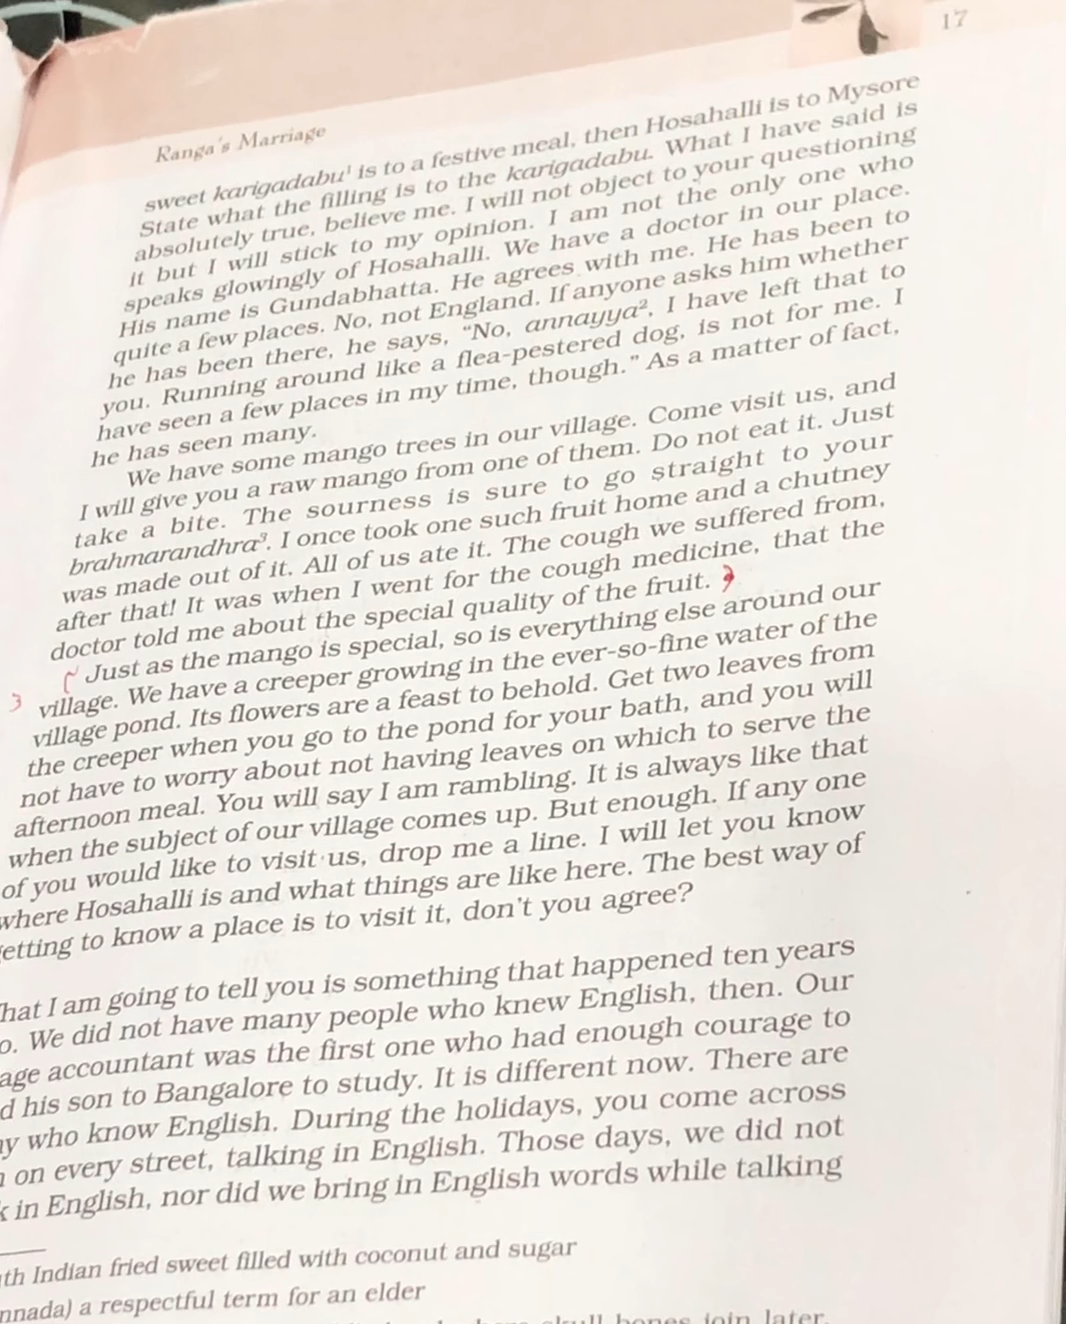 17
Ranga's Marriage
sweet karigadabu¹ is to a festive meal, then Hosahalli is to Mysore
State what the filling is to the karigadabu. What I have said is
absolutely true, believe me. I will not object to your questioning
it but I will stick to my opinion. I am not the only one who
speaks glowingly of Hosahalli. We have a doctor in our place.
His name is Gundabhatta. He agrees with me. He has been to
quite a few places. No, not England. If anyone asks him whether
he has been there, he says, “No, annayya², I have left that to
you. Running around like a flea-pestered dog, is not for me. I
have seen a few places in my time, though.” As a matter of fact,
he has seen many.
We have some mango trees in our village. Come visit us, and
I will give you a raw mango from one of them. Do not eat it. Just
take a bite. The sourness is sure to go straight to your
brahmarandhra³. I once took one such fruit home and a chutney
was made out of it. All of us ate it. The cough we suffered from,
after that! It was when I went for the cough medicine, that the
doctor told me about the special quality of the fruit.
Just as the mango is special, so is everything else around our
village. We have a creeper growing in the ever-so-fine water of the
village pond. Its flowers are a feast to behold. Get two leaves from
the creeper when you go to the pond for your bath, and you will
not have to worry about not having leaves on which to serve the
afternoon meal. You will say I am rambling. It is always like that
when the subject of our village comes up. But enough. If any one
of you would like to visit us, drop me a line. I will let you know
where Hosahalli is and what things are like here. The best way of
etting to know a place is to visit it, don't you agree?
hat I am going to tell you is something that happened ten years
o. We did not have many people who knew English, then. Our
age accountant was the first one who had enough courage to
d his son to Bangalore to study. It is different now. There are
y who know English. During the holidays, you come across
on every street, talking in English. Those days, we did not
k in English, nor did we bring in English words while talking
th Indian fried sweet filled with coconut and sugar
nnada) a respectful term for an elder
skull bones join later